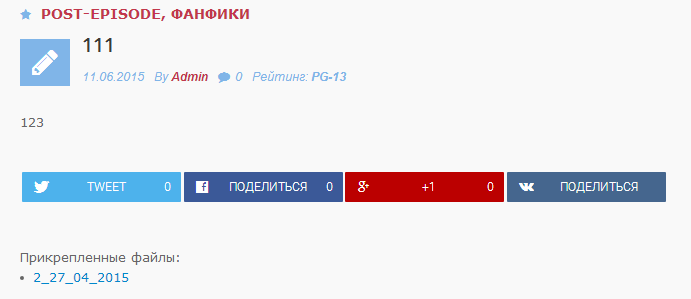 POST-EPISODE, ФАНФИКИ
111
11.06.2015 By Admin 0 Рейтинг: PG-13
123
TWEET 0 ПОДЕЛИТЬСЯ 0 +1 0 ПОДЕЛИТЬСЯ
Прикрепленные файлы:
• 2_27_04_2015